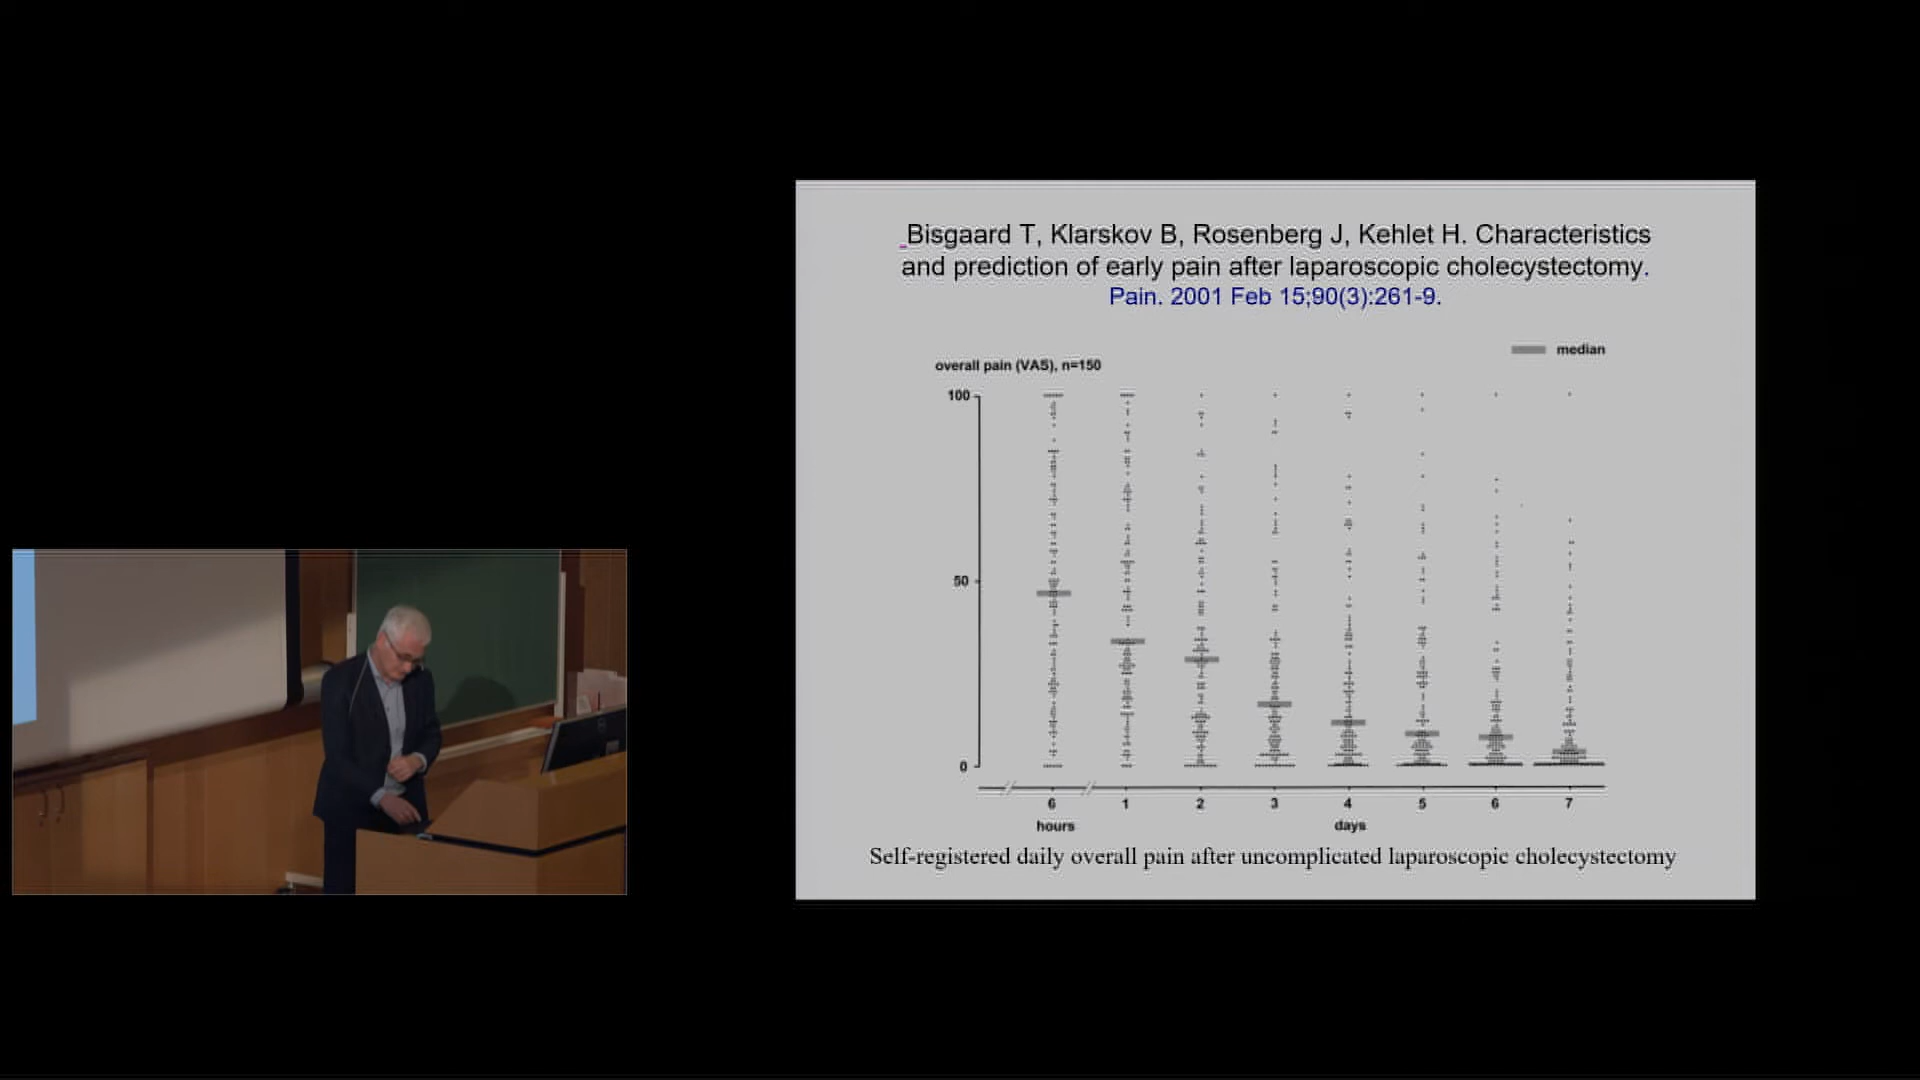 Bisgaard T, Klarskov B, Rosenberg J, Kehlet H. Characteristics
and prediction of early pain after laparoscopic cholecystectomy.
Pain. 2001 Feb 15;90(3):261-9.
median
overall pain (VAS), n=150
100
50
0
6 1 2 3 4 5 6 7
hours days
Self-registered daily overall pain after uncomplicated laparoscopic cholecystectomy